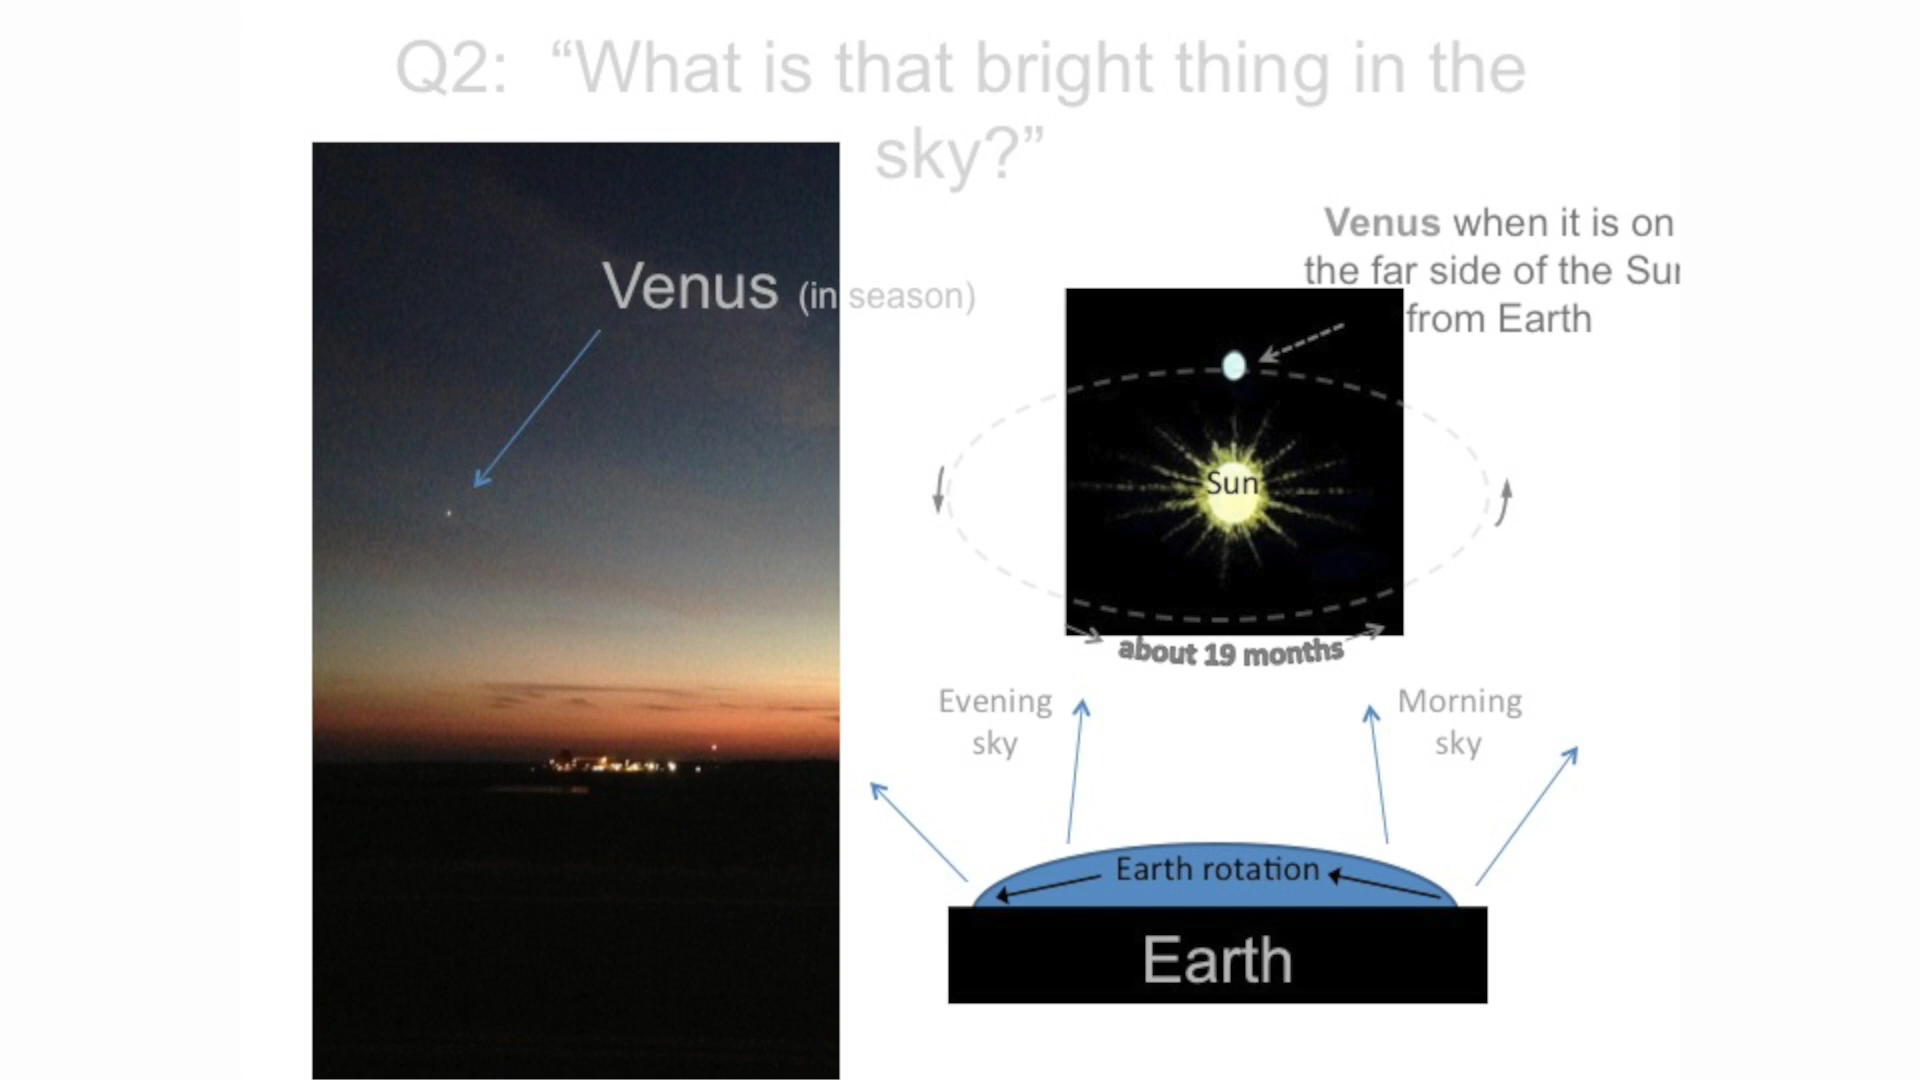 Q2: “What is that bright thing in the
sky?”
Venus (in season)
Venus when it is on
the far side of the Sun
from Earth
Sun
about 19 months
Evening
sky
Morning
sky
Earth rotation
Earth